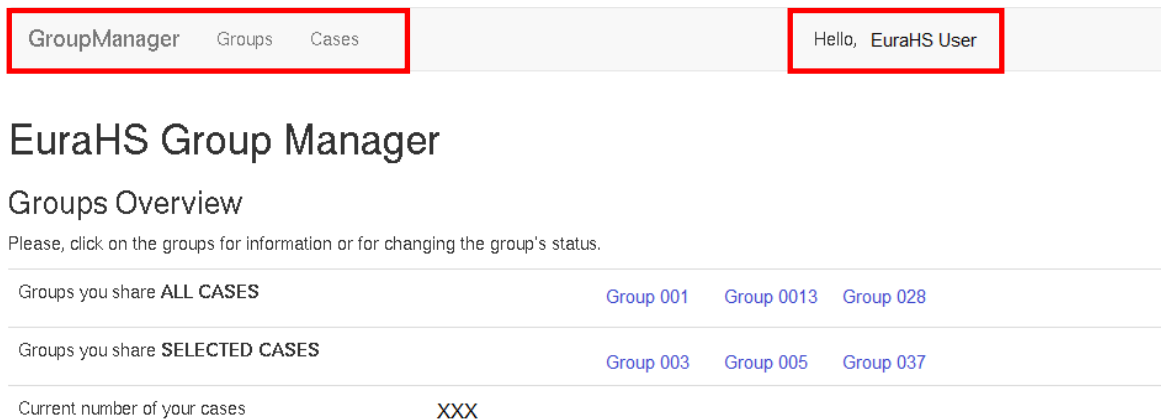 GroupManager Groups Cases Hello, EuraHS User
EuraHS Group Manager
Groups Overview
Please, click on the groups for information or for changing the group's status.
Groups you share ALL CASES Group 001 Group 0013 Group 028
Groups you share SELECTED CASES Group 003 Group 005 Group 037
Current number of your cases XXX